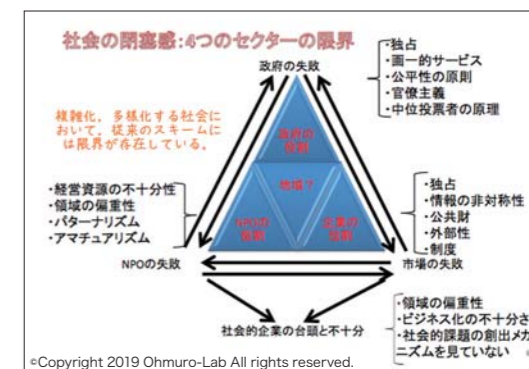 社会の閉塞感:4つのセクターの限界
政府の失敗
・独占
・画一的サービス
・公平性の原則
・官僚主義
・中位投票者の原理
複雑化，多様化する社会に
おいて，従来のスキームに
は限界が存在している。
政府の
役割
地域？
NPOの
役割
企業の
役割
・経営資源の不十分性
・領域の偏重性
・パターナリズム
・アマチュアリズム
・独占
・情報の非対称性
・公共財
・外部性
・制度
NPOの失敗
市場の失敗
社会的企業の台頭と不十分
・領域の偏重性
・ビジネス化の不十分さ
・社会的課題の創出メカ
ニズムを見ていない
©Copyright 2019 Ohmuro-Lab All rights reserved.